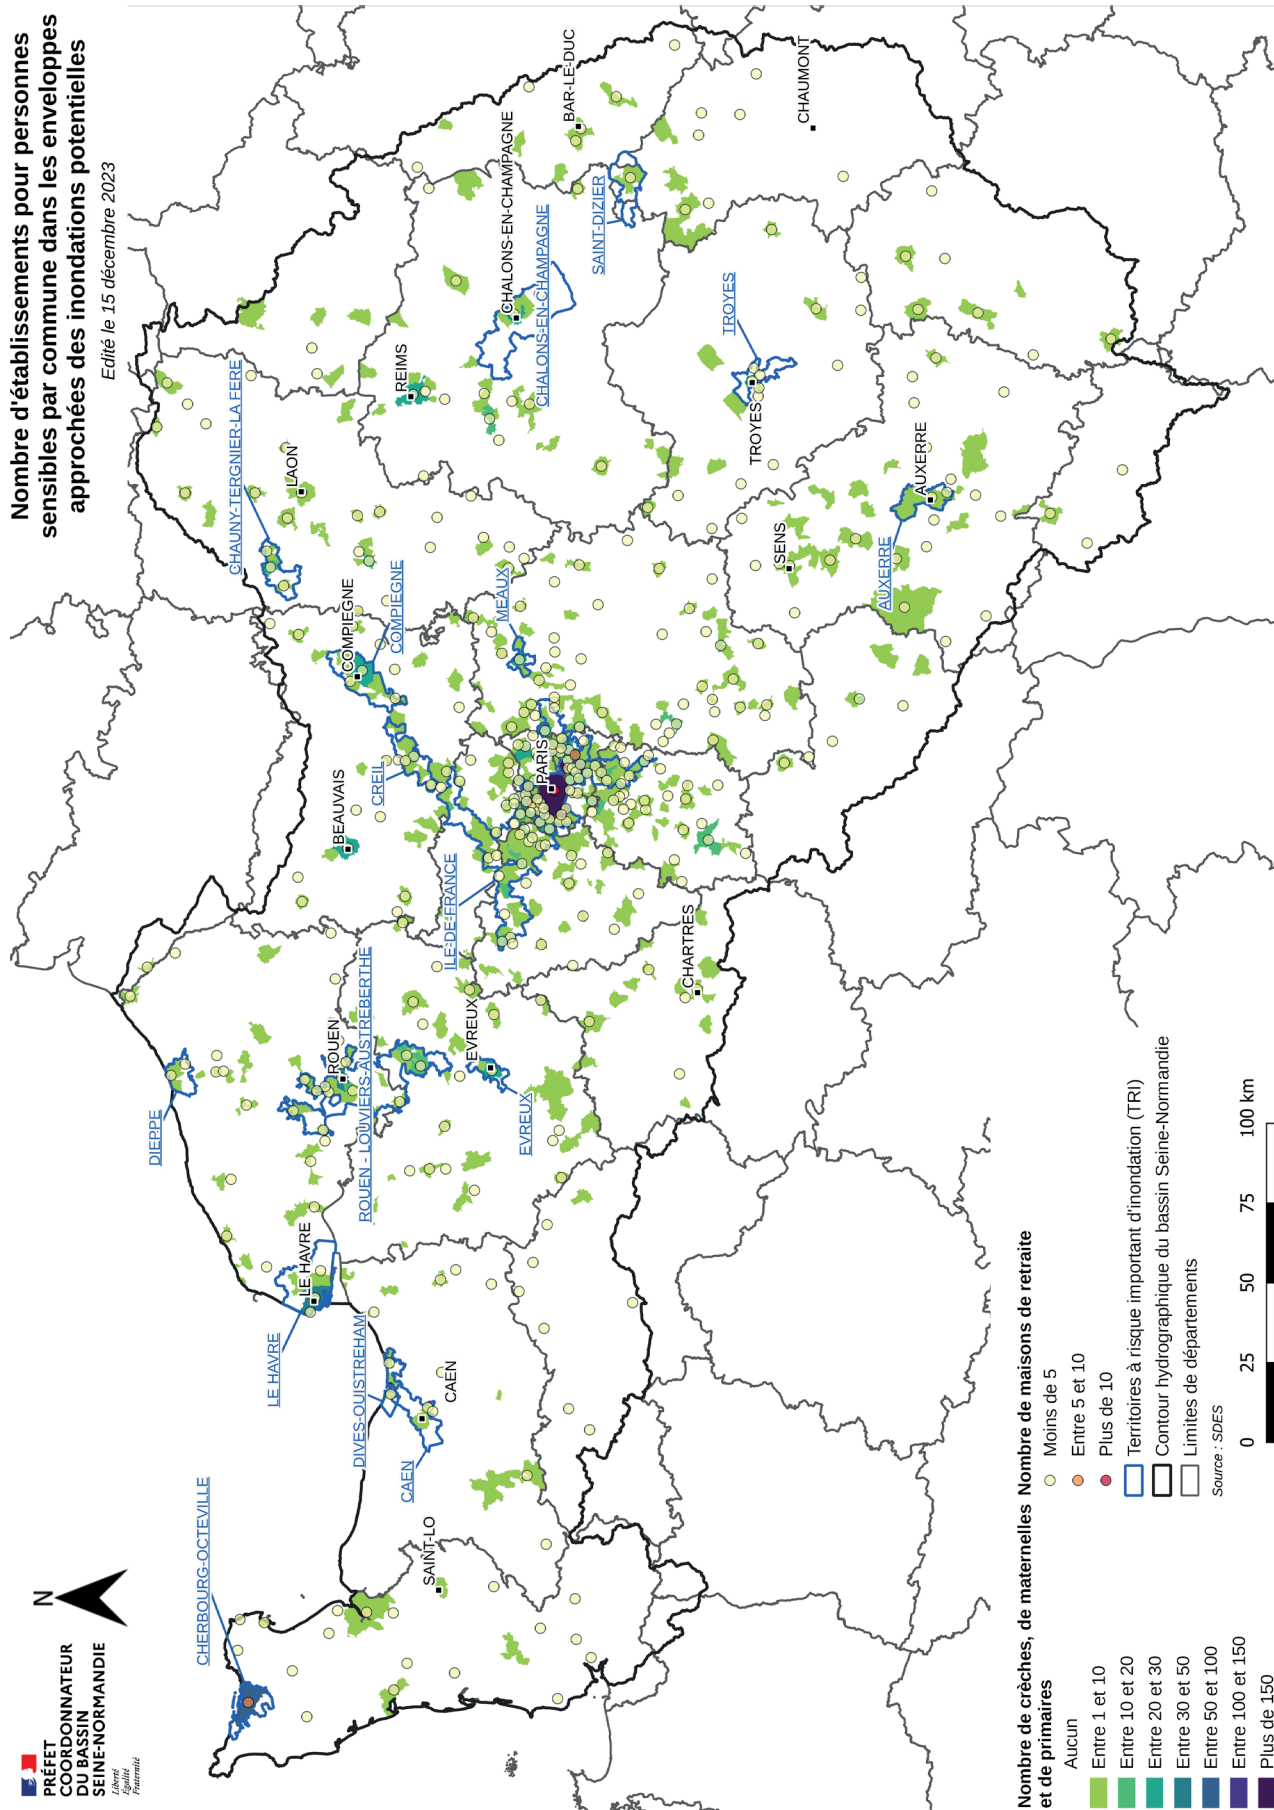 PRÉFET
COORDONNATEUR
DU BASSIN
SEINE-NORMANDIE
Liberté
Égalité
Fraternité
N
Nombre d'établissements pour personnes
sensibles par commune dans les enveloppes
approchées des inondations potentielles
Edité le 15 décembre 2023
CHERBOURG-OCTEVILLE
SAINT-LO
CAEN
DIVES-OUISTREHAM
CAEN
LE HAVRE
LE HAVRE
DIEPPE
ROUEN
ROUEN - LOUVIERS-AUSTREBERTHE
EVREUX
EVREUX
CHARTRES
ILE-DE-FRANCE
BEAUVAIS
CREIL
PARIS
COMPIEGNE
COMPIEGNE
MEAUX
CHAUNY-TERGNIER-LA FERE
LAON
REIMS
CHALONS-EN-CHAMPAGNE
CHALONS-EN-CHAMPAGNE
SAINT-DIZIER
BAR-LE-DUC
CHAUMONT
TROYES
TROYES
SENS
AUXERRE
AUXERRE
Nombre de crèches, de maternelles
et de primaires
Aucun
Entre 1 et 10
Entre 10 et 20
Entre 20 et 30
Entre 30 et 50
Entre 50 et 100
Entre 100 et 150
Plus de 150
Nombre de maisons de retraite
Moins de 5
Entre 5 et 10
Plus de 10
Territoires à risque important d'inondation (TRI)
Contour hydrographique du bassin Seine-Normandie
Limites de départements
Source : SDES
0 25 50 75 100 km